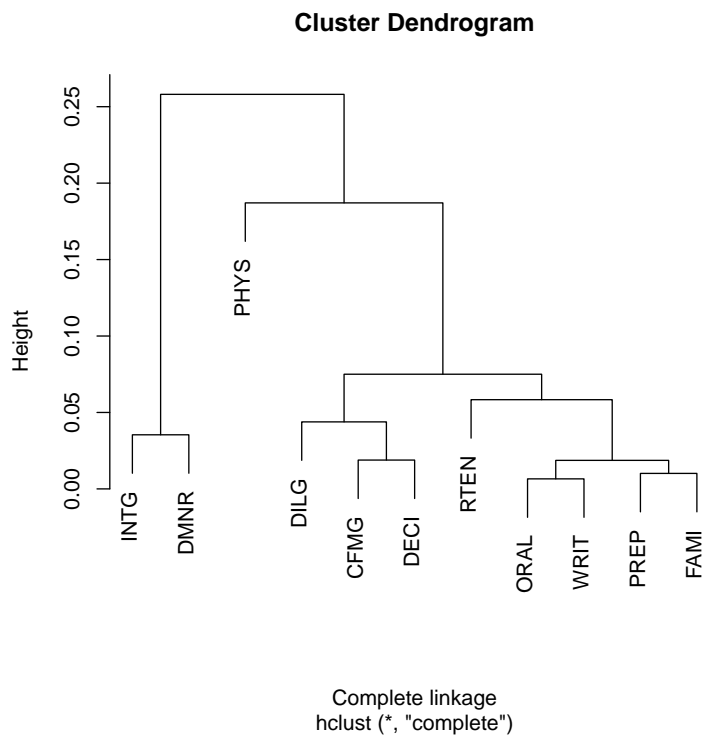 Cluster Dendrogram
Height
0.25
0.20
0.15
0.10
0.05
0.00
INTG
DMNR
PHYS
DILG
CFMG
DECI
RTEN
ORAL
WRIT
PREP
FAMI
Complete linkage
hclust (*, "complete")